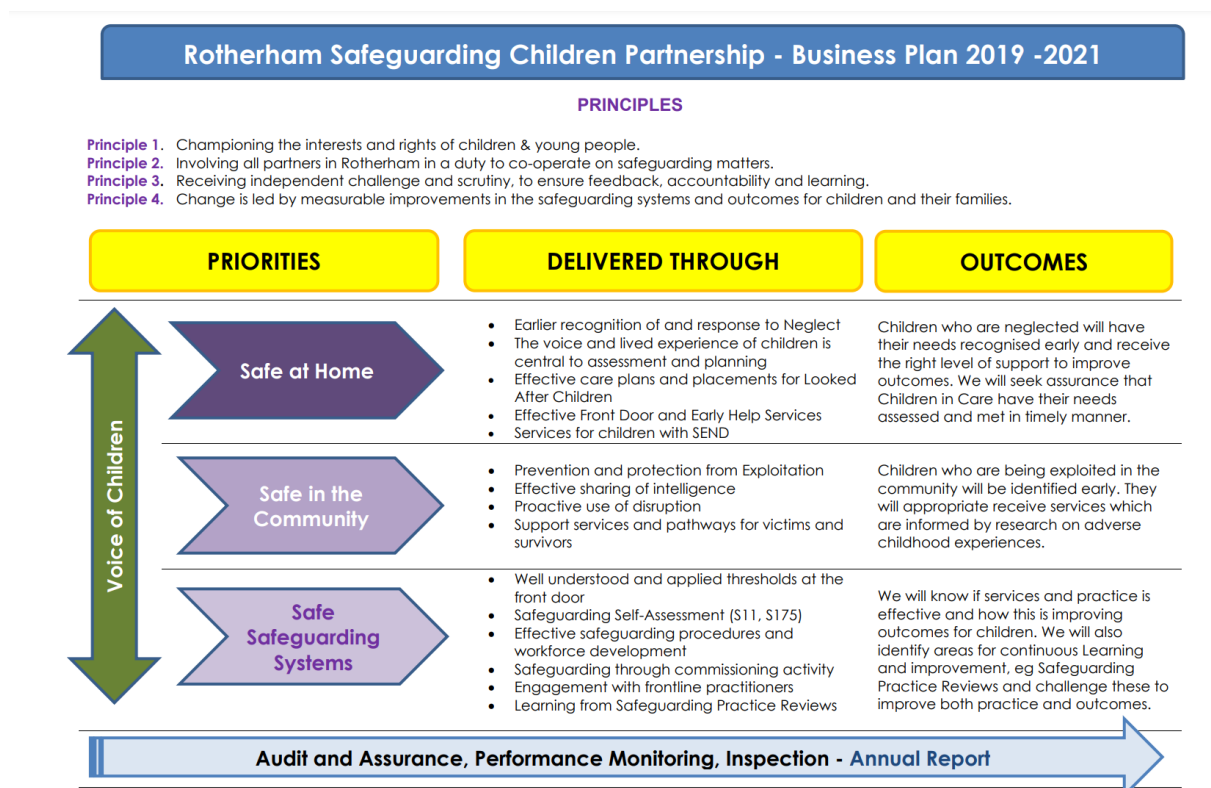 Rotherham Safeguarding Children Partnership - Business Plan 2019 -2021
PRINCIPLES
Principle 1. Championing the interests and rights of children & young people.
Principle 2. Involving all partners in Rotherham in a duty to co-operate on safeguarding matters.
Principle 3. Receiving independent challenge and scrutiny, to ensure feedback, accountability and learning.
Principle 4. Change is led by measurable improvements in the safeguarding systems and outcomes for children and their families.
PRIORITIES
DELIVERED THROUGH
OUTCOMES
Voice of Children
Safe at Home
• Earlier recognition of and response to Neglect
• The voice and lived experience of children is
central to assessment and planning
• Effective care plans and placements for Looked
After Children
• Effective Front Door and Early Help Services
• Services for children with SEND
Children who are neglected will have
their needs recognised early and receive
the right level of support to improve
outcomes. We will seek assurance that
Children in Care have their needs
assessed and met in timely manner.
Safe in the
Community
• Prevention and protection from Exploitation
• Effective sharing of intelligence
• Proactive use of disruption
• Support services and pathways for victims and
survivors
Children who are being exploited in the
community will be identified early. They
will appropriate receive services which
are informed by research on adverse
childhood experiences.
Safe
Safeguarding
Systems
• Well understood and applied thresholds at the
front door
• Safeguarding Self-Assessment (S11, S175)
• Effective safeguarding procedures and
workforce development
• Safeguarding through commissioning activity
• Engagement with frontline practitioners
• Learning from Safeguarding Practice Reviews
We will know if services and practice is
effective and how this is improving
outcomes for children. We will also
identify areas for continuous Learning
and improvement, eg Safeguarding
Practice Reviews and challenge these to
improve both practice and outcomes.
Audit and Assurance, Performance Monitoring, Inspection - Annual Report